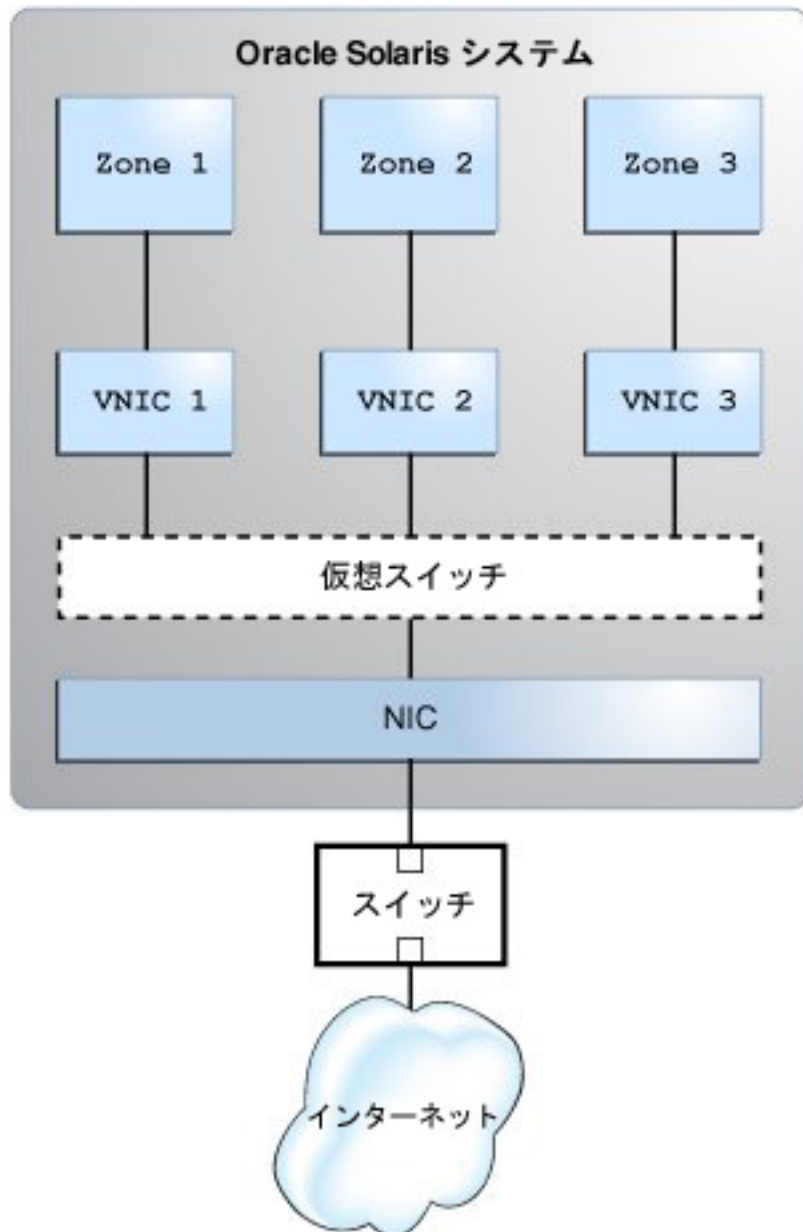 Oracle Solaris システム
Zone 1
Zone 2
Zone 3
VNIC 1
VNIC 2
VNIC 3
仮想スイッチ
NIC
スイッチ
インターネット